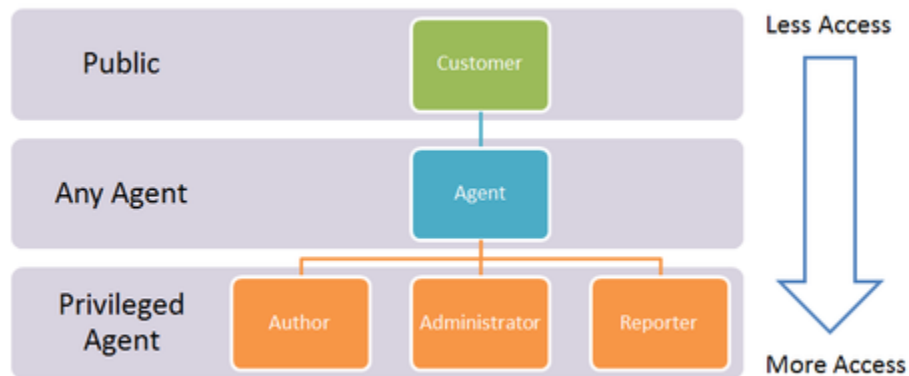 Less Access
Public
Customer
Any Agent
Agent
Privileged
Agent
Author
Administrator
Reporter
More Access